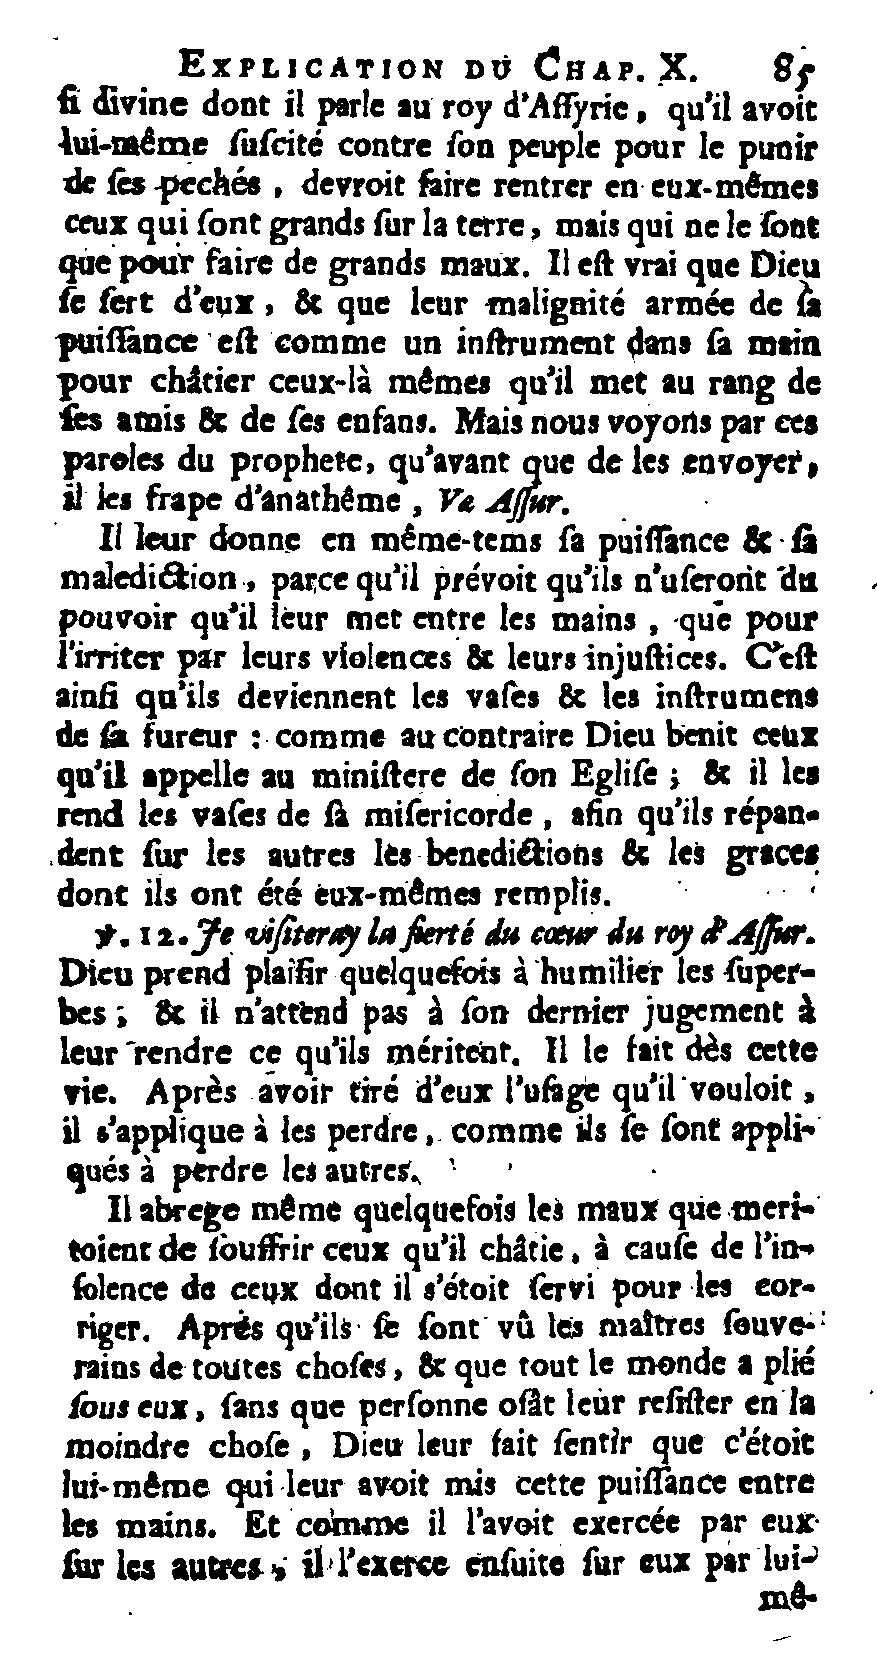 EXPLICATION DU CHAP. X. 85
ſi divine dont il parle au roy d'Aſſyrie, qu'il avoit
lui-même ſuſcité contre ſon peuple pour le punir
de ſes pechés, devroit faire rentrer en eux-mêmes
ceux qui ſont grands ſur la terre, mais qui ne le ſont
que pour faire de grands maux. Il eſt vrai que Dieu
ſe ſert d'eux, & que leur malignité armée de ſa
puiſſance eſt comme un inſtrument dans ſa main
pour châtier ceux-là mêmes qu'il met au rang de
ſes amis & de ſes enfans. Mais nous voyons par ces
paroles du prophete, qu'avant que de les envoyer,
il les frape d'anathême, Væ Aſſur.
Il leur donne en même-tems ſa puiſſance & ſa
malediction, parce qu'il prévoit qu'ils n'uſeront du
pouvoir qu'il leur met entre les mains, que pour
l'irriter par leurs violences & leurs injuſtices. C'eſt
ainſi qu'ils deviennent les vaſes & les inſtrumens
de ſa fureur : comme au contraire Dieu benit ceux
qu'il appelle au miniſtere de ſon Egliſe ; & il les
rend les vaſes de ſa miſericorde, afin qu'ils répan-
dent ſur les autres les benedictions & les graces
dont ils ont été eux-mêmes remplis.
℣. 12. Je viſiteray la fierté du cœur du roy d'Aſſur.
Dieu prend plaiſir quelquefois à humilier les ſuper-
bes ; & il n'attend pas à ſon dernier jugement à
leur rendre ce qu'ils méritent. Il le fait dès cette
vie. Après avoir tiré d'eux l'uſage qu'il vouloit,
il s'applique à les perdre, comme ils ſe ſont appli-
qués à perdre les autres.
Il abrege même quelquefois les maux que meri-
toient de ſouffrir ceux qu'il châtie, à cauſe de l'in-
ſolence de ceux dont il s'étoit ſervi pour les cor-
riger. Aprés qu'ils ſe ſont vû les maîtres ſouve-
rains de toutes choſes, & que tout le monde a plié
ſous eux, ſans que perſonne oſât leur reſiſter en la
moindre choſe, Dieu leur fait ſentir que c'étoit
lui-même qui leur avoit mis cette puiſſance entre
les mains. Et comme il l'avoit exercée par eux
ſur les autres, il l'exerce enſuite ſur eux par lui-
mê-